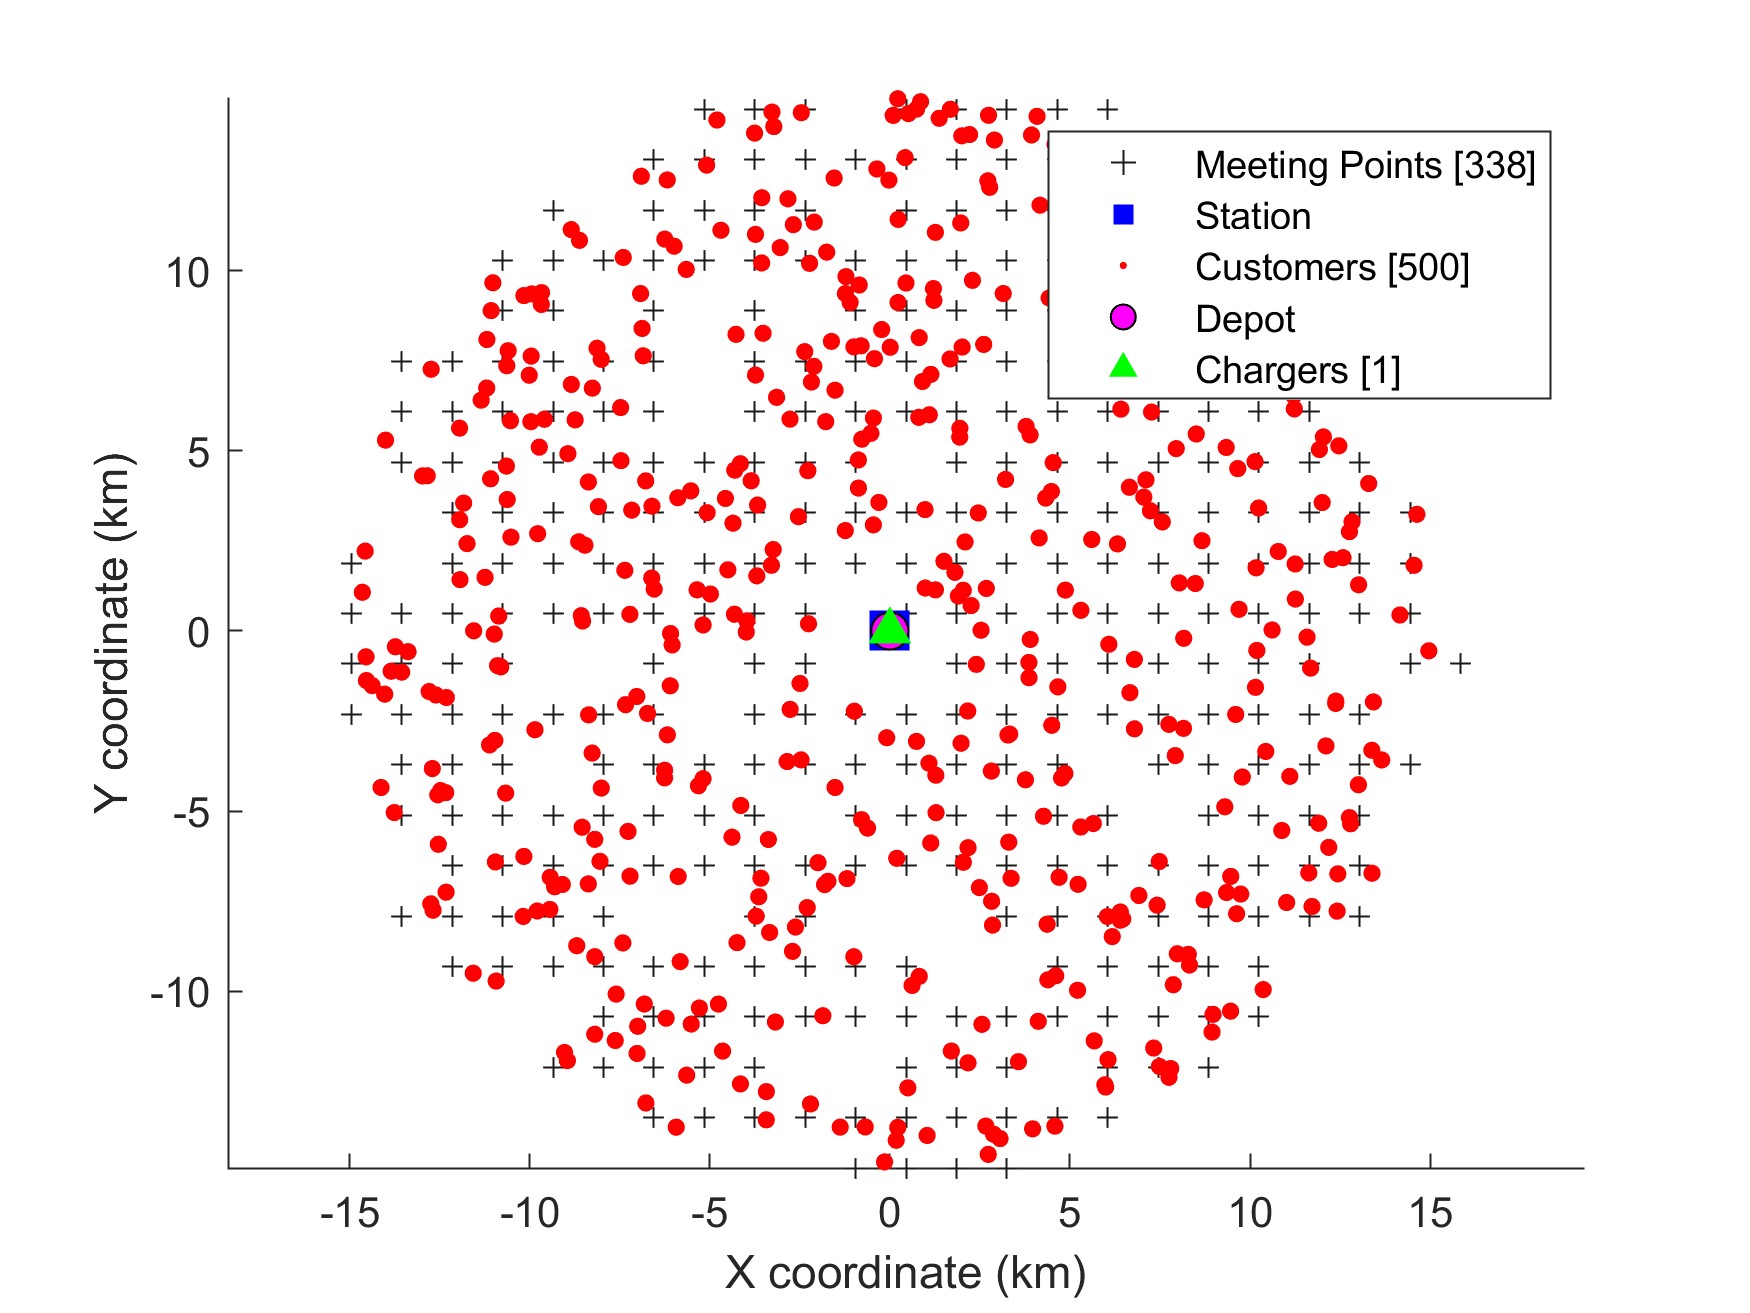 Meeting Points [338]
Station
Customers [500]
Depot
Chargers [1]
10
5
0
-5
-10
Y coordinate (km)
-15 -10 -5 0 5 10 15
X coordinate (km)